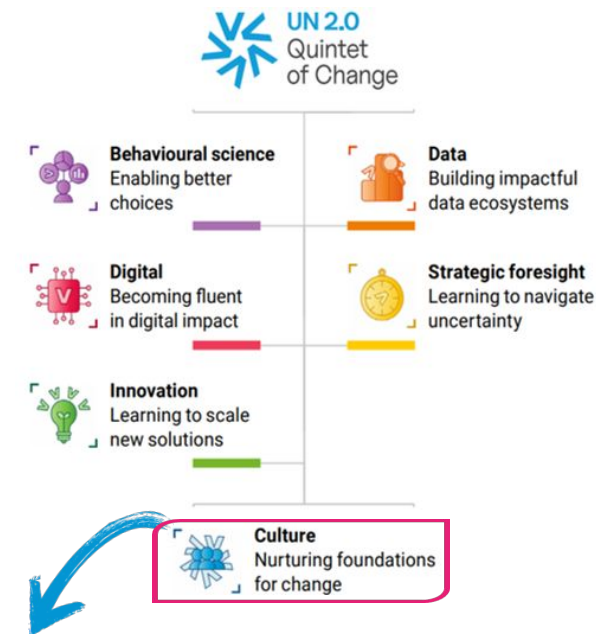 UN 2.0
Quintet
of Change
Behavioural science
Enabling better
choices
Data
Building impactful
data ecosystems
Digital
Becoming fluent
in digital impact
Strategic foresight
Learning to navigate
uncertainty
Innovation
Learning to scale
new solutions
Culture
Nurturing foundations
for change